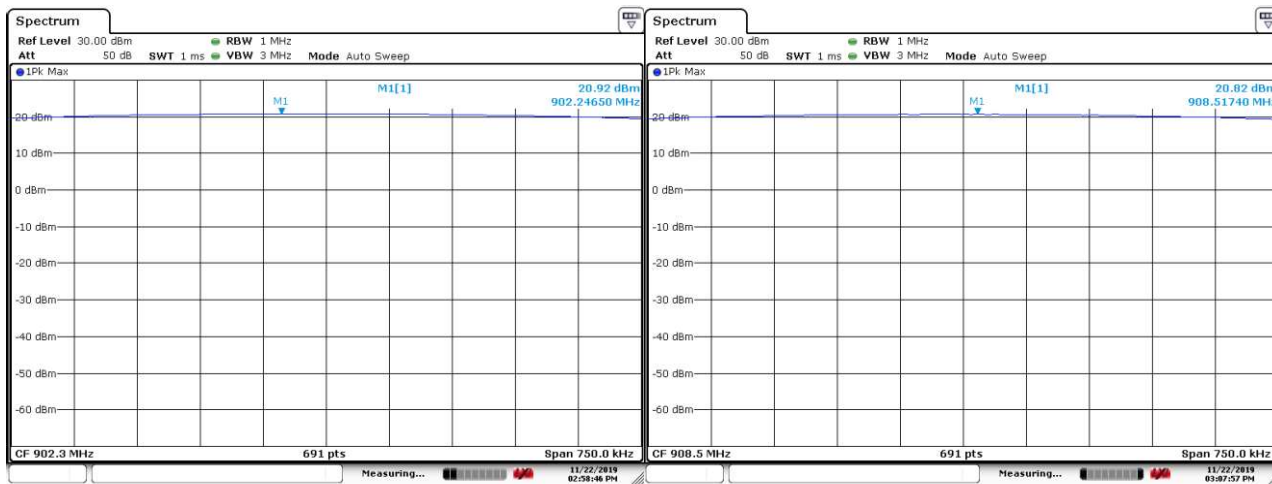 Spectrum
Ref Level 30.00 dBm RBW 1 MHz
Att 50 dB SWT 1 ms VBW 3 MHz Mode Auto Sweep
1Pk Max
M1[1] 20.92 dBm
902.24650 MHz
M1
20 dBm
10 dBm
0 dBm
-10 dBm
-20 dBm
-30 dBm
-40 dBm
-50 dBm
-60 dBm
CF 902.3 MHz 691 pts Span 750.0 kHz
Measuring... 11/22/2019
02:58:46 PM
Spectrum
Ref Level 30.00 dBm RBW 1 MHz
Att 50 dB SWT 1 ms VBW 3 MHz Mode Auto Sweep
1Pk Max
M1[1] 20.82 dBm
908.51740 MHz
M1
20 dBm
10 dBm
0 dBm
-10 dBm
-20 dBm
-30 dBm
-40 dBm
-50 dBm
-60 dBm
CF 908.5 MHz 691 pts Span 750.0 kHz
Measuring... 11/22/2019
03:07:57 PM